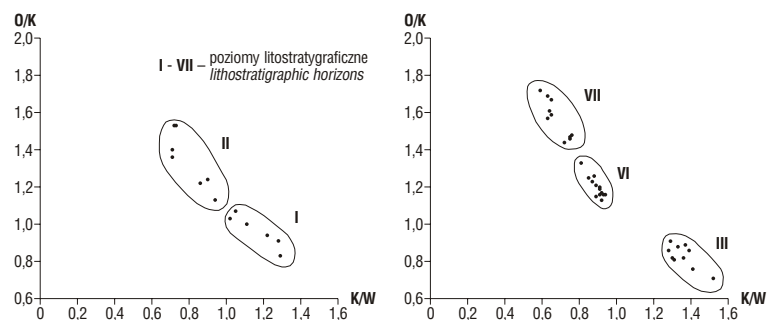 O/K
2,0
1,8
1,6
1,4
1,2
1,0
0,8
0,6
0 0,2 0,4 0,6 0,8 1,0 1,2 1,4 1,6
K/W
I - VII – poziomy litostratygraficzne
lithostratigraphic horizons
II
I
O/K
2,0
1,8
1,6
1,4
1,2
1,0
0,8
0,6
0 0,2 0,4 0,6 0,8 1,0 1,2 1,4 1,6
K/W
VII
VI
III